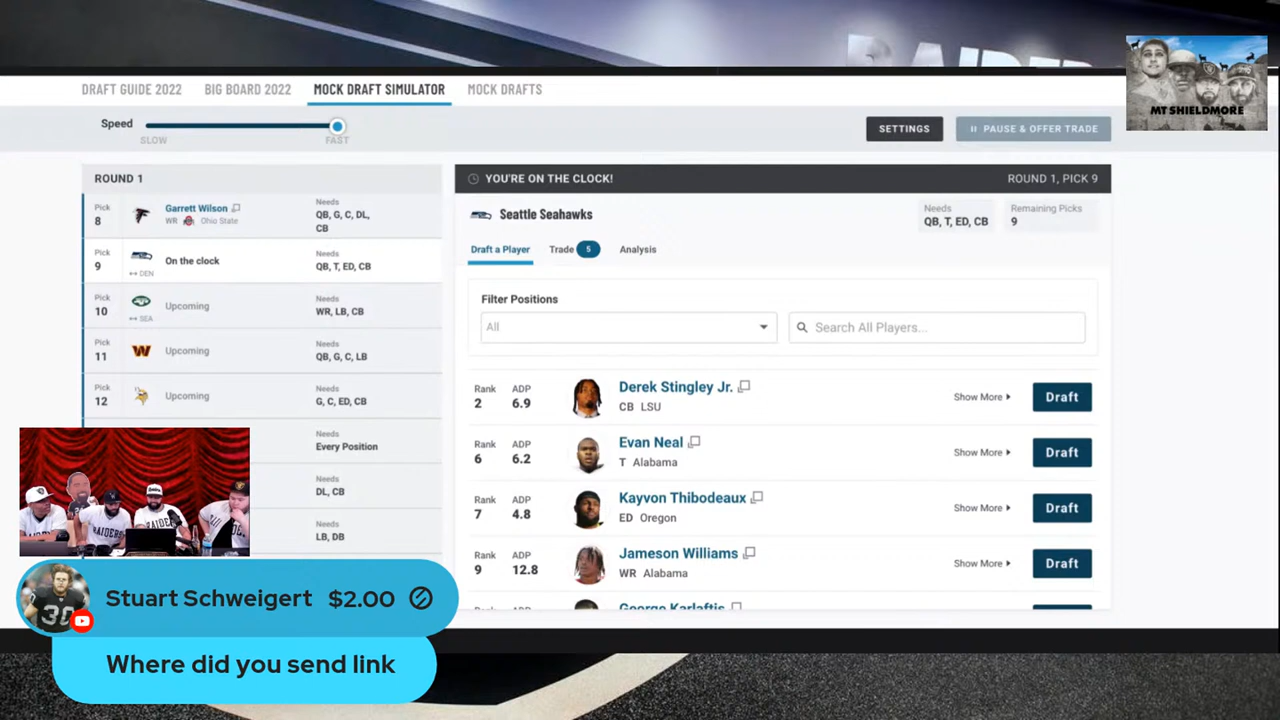 RAIDERS
MT SHIELDMORE
DRAFT GUIDE 2022
BIG BOARD 2022
MOCK DRAFT SIMULATOR
MOCK DRAFTS
Speed
SLOW
FAST
SETTINGS
PAUSE & OFFER TRADE
ROUND 1
Pick
8
Garrett Wilson
WR Ohio State
Needs
QB, G, C, DL,
CB
Pick
9
DEN
On the clock
Needs
QB, T, ED, CB
Pick
10
SEA
Upcoming
Needs
WR, LB, CB
Pick
11
Upcoming
Needs
QB, G, C, LB
Pick
12
Upcoming
Needs
G, C, ED, CB
Needs
Every Position
Needs
DL, CB
Needs
LB, DB
YOU'RE ON THE CLOCK!
ROUND 1, PICK 9
Seattle Seahawks
Needs
QB, T, ED, CB
Remaining Picks
9
Draft a Player
Trade 5
Analysis
Filter Positions
All
Search All Players...
Rank
2
ADP
6.9
Derek Stingley Jr.
CB LSU
Show More
Draft
Rank
6
ADP
6.2
Evan Neal
T Alabama
Show More
Draft
Rank
7
ADP
4.8
Kayvon Thibodeaux
ED Oregon
Show More
Draft
Rank
9
ADP
12.8
Jameson Williams
WR Alabama
Show More
Draft
Rank
ADP
George Karlaftis
RAIDERS
Stuart Schweigert $2.00
Where did you send link